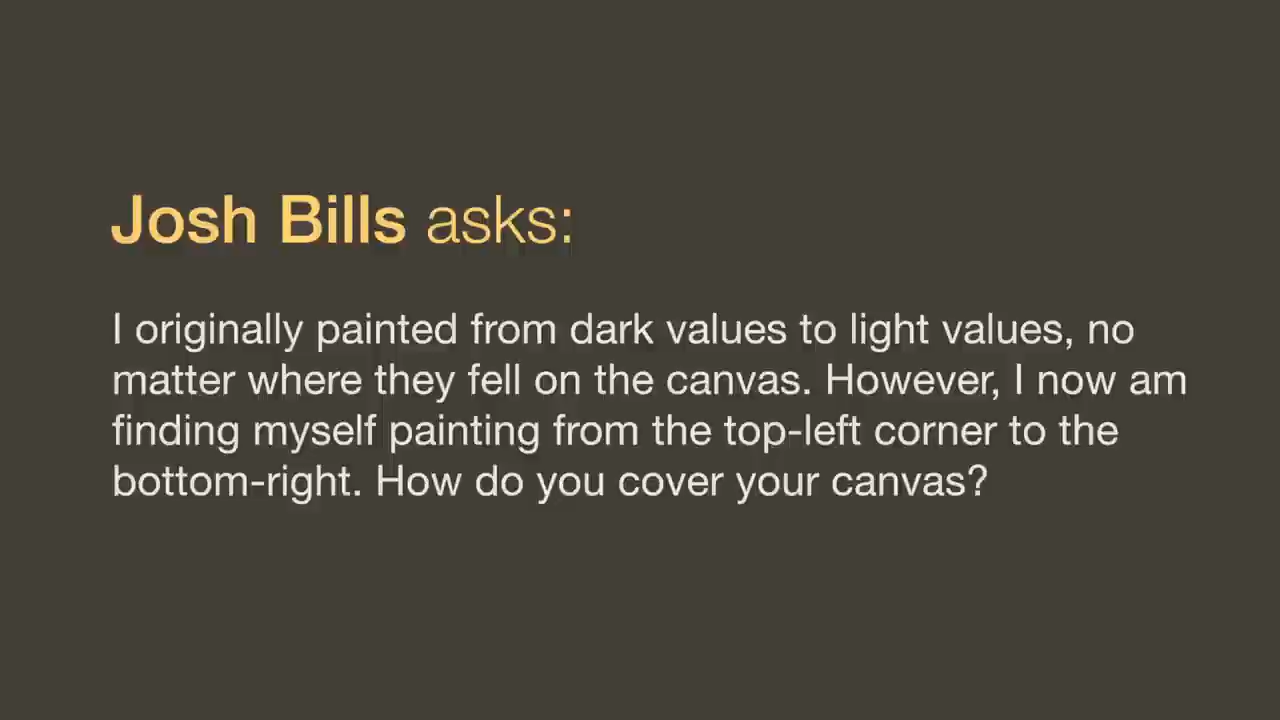 Josh Bills asks:
I originally painted from dark values to light values, no
matter where they fell on the canvas. However, I now am
finding myself painting from the top-left corner to the
bottom-right. How do you cover your canvas?